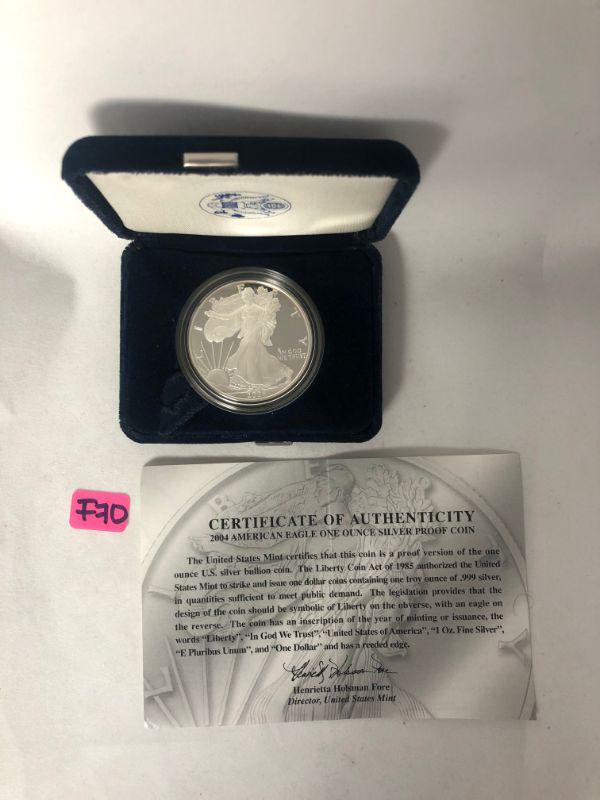 LIBERTY
IN GOD
WE TRUST
F70
CERTIFICATE OF AUTHENTICITY
2004 AMERICAN EAGLE ONE OUNCE SILVER PROOF COIN
The United States Mint certifies that this coin is a proof version of the one
ounce U.S. silver bullion coin. The Liberty Coin Act of 1985 authorized the United
States Mint to strike and issue one dollar coins containing one troy ounce of .999 silver,
in quantities sufficient to meet public demand. The legislation provides that the
design of the coin should be symbolic of Liberty on the obverse, with an eagle on
the reverse. The coin has an inscription of the year of minting or issuance, the
words “Liberty”, “In God We Trust”, “United States of America”, “1 Oz. Fine Silver”,
“E Pluribus Unum”, and “One Dollar” and has a reeded edge.
Henrietta Holsman Fore
Henrietta Holsman Fore
Director, United States Mint